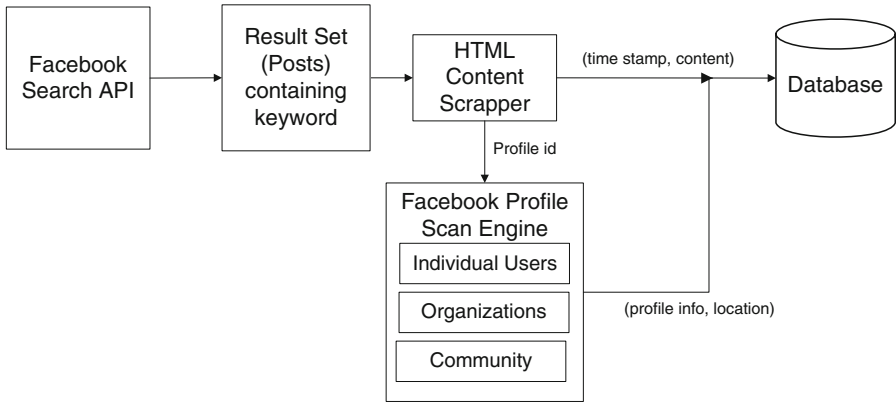 Facebook
Search API
Result Set
(Posts)
containing
keyword
HTML
Content
Scrapper
(time stamp, content)
Database
Profile id
Facebook Profile
Scan Engine
Individual Users
Organizations
Community
(profile info, location)